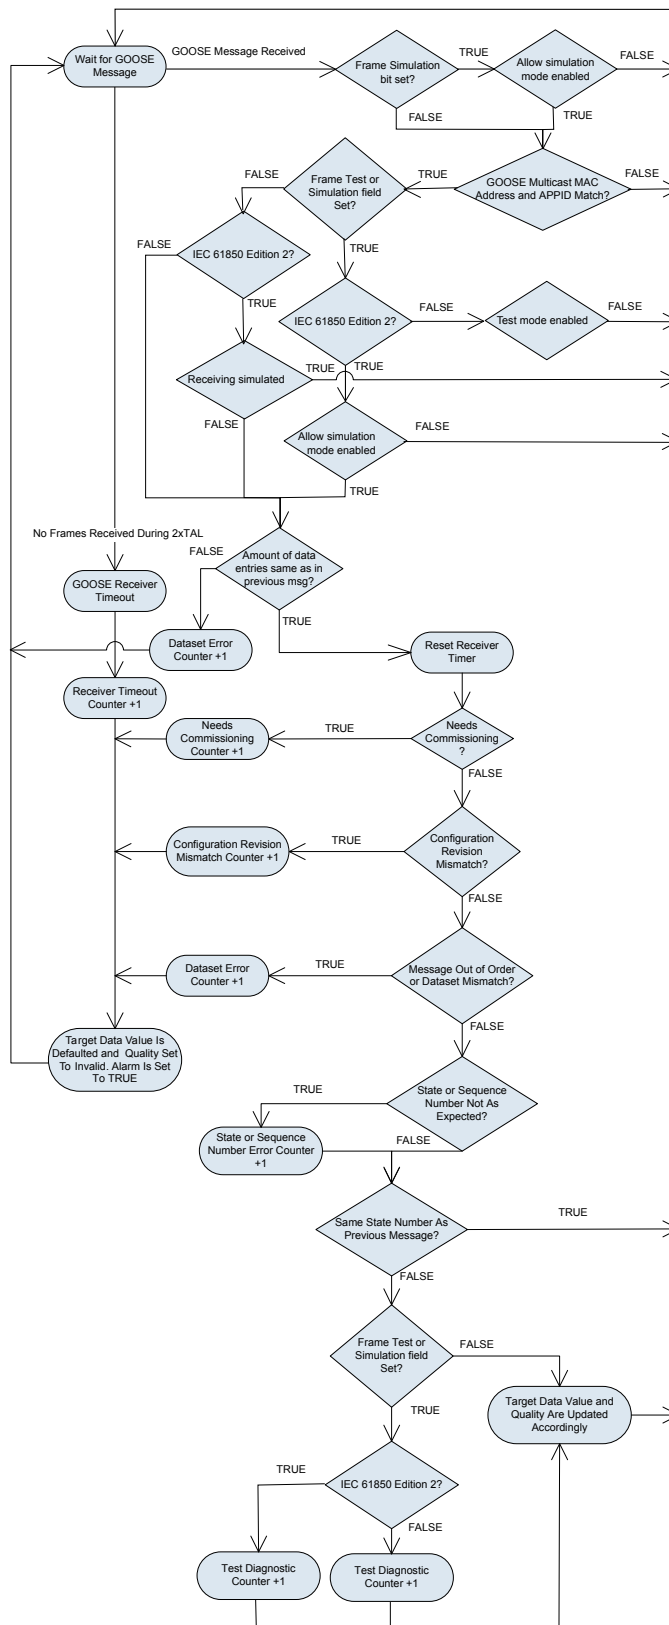 Wait for GOOSE
Message
GOOSE Message Received
Frame Simulation
bit set?
TRUE
Allow simulation
mode enabled
FALSE
FALSE
TRUE
GOOSE Multicast MAC
Address and APPID Match?
TRUE
FALSE
Frame Test or
Simulation field
Set?
FALSE
TRUE
IEC 61850 Edition 2?
FALSE
TRUE
IEC 61850 Edition 2?
FALSE
Test mode enabled
FALSE
TRUE
Receiving simulated
TRUE
FALSE
Allow simulation
mode enabled
FALSE
TRUE
No Frames Received During 2xTAL
Amount of data
entries same as in
previous msg?
FALSE
TRUE
GOOSE Receiver
Timeout
Dataset Error
Counter +1
Reset Receiver
Timer
Receiver Timeout
Counter +1
Needs
Commissioning
?
TRUE
Needs
Commissioning
Counter +1
FALSE
Configuration
Revision
Mismatch?
TRUE
Configuration Revision
Mismatch Counter +1
FALSE
Message Out of Order
or Dataset Mismatch?
TRUE
Dataset Error
Counter +1
FALSE
Target Data Value Is
Defaulted and Quality Set
To Invalid. Alarm Is Set
To TRUE
State or Sequence
Number Not As
Expected?
TRUE
FALSE
State or Sequence
Number Error Counter
+1
Same State Number As
Previous Message?
TRUE
FALSE
Frame Test or
Simulation field
Set?
FALSE
TRUE
Target Data Value and
Quality Are Updated
Accordingly
IEC 61850 Edition 2?
TRUE
FALSE
Test Diagnostic
Counter +1
Test Diagnostic
Counter +1